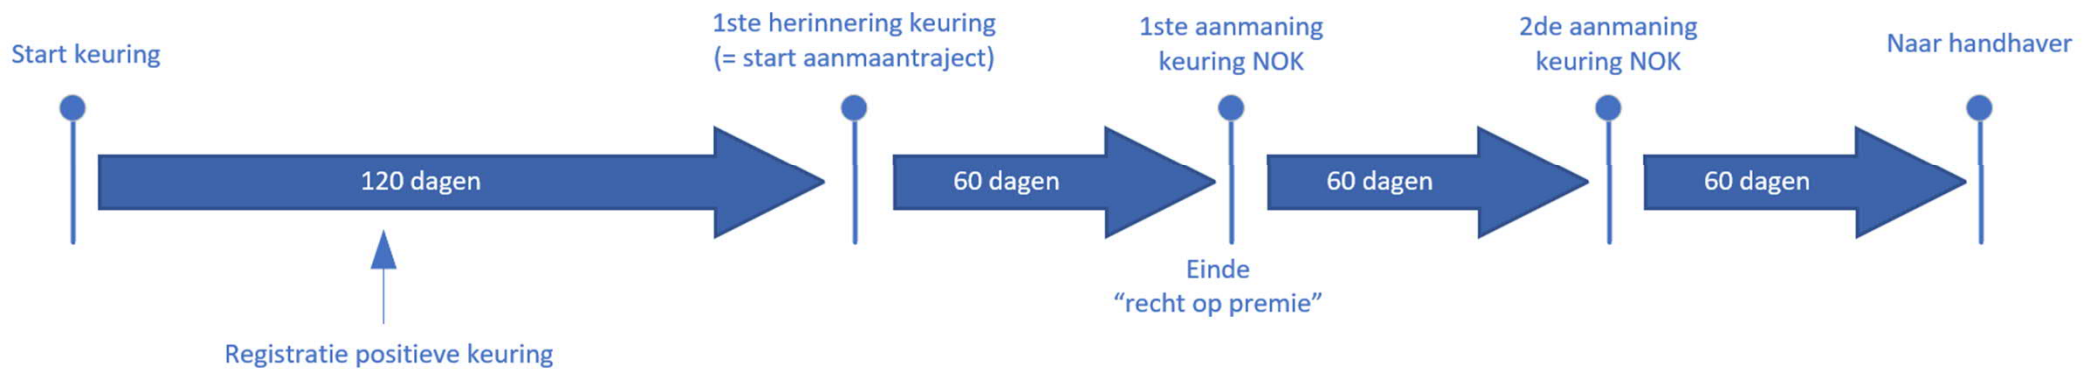 Start keuring
1ste herinnering keuring
(= start aanmaantraject)
1ste aanmaning
keuring NOK
2de aanmaning
keuring NOK
Naar handhaver
120 dagen
60 dagen
60 dagen
60 dagen
Einde
“recht op premie”
Registratie positieve keuring